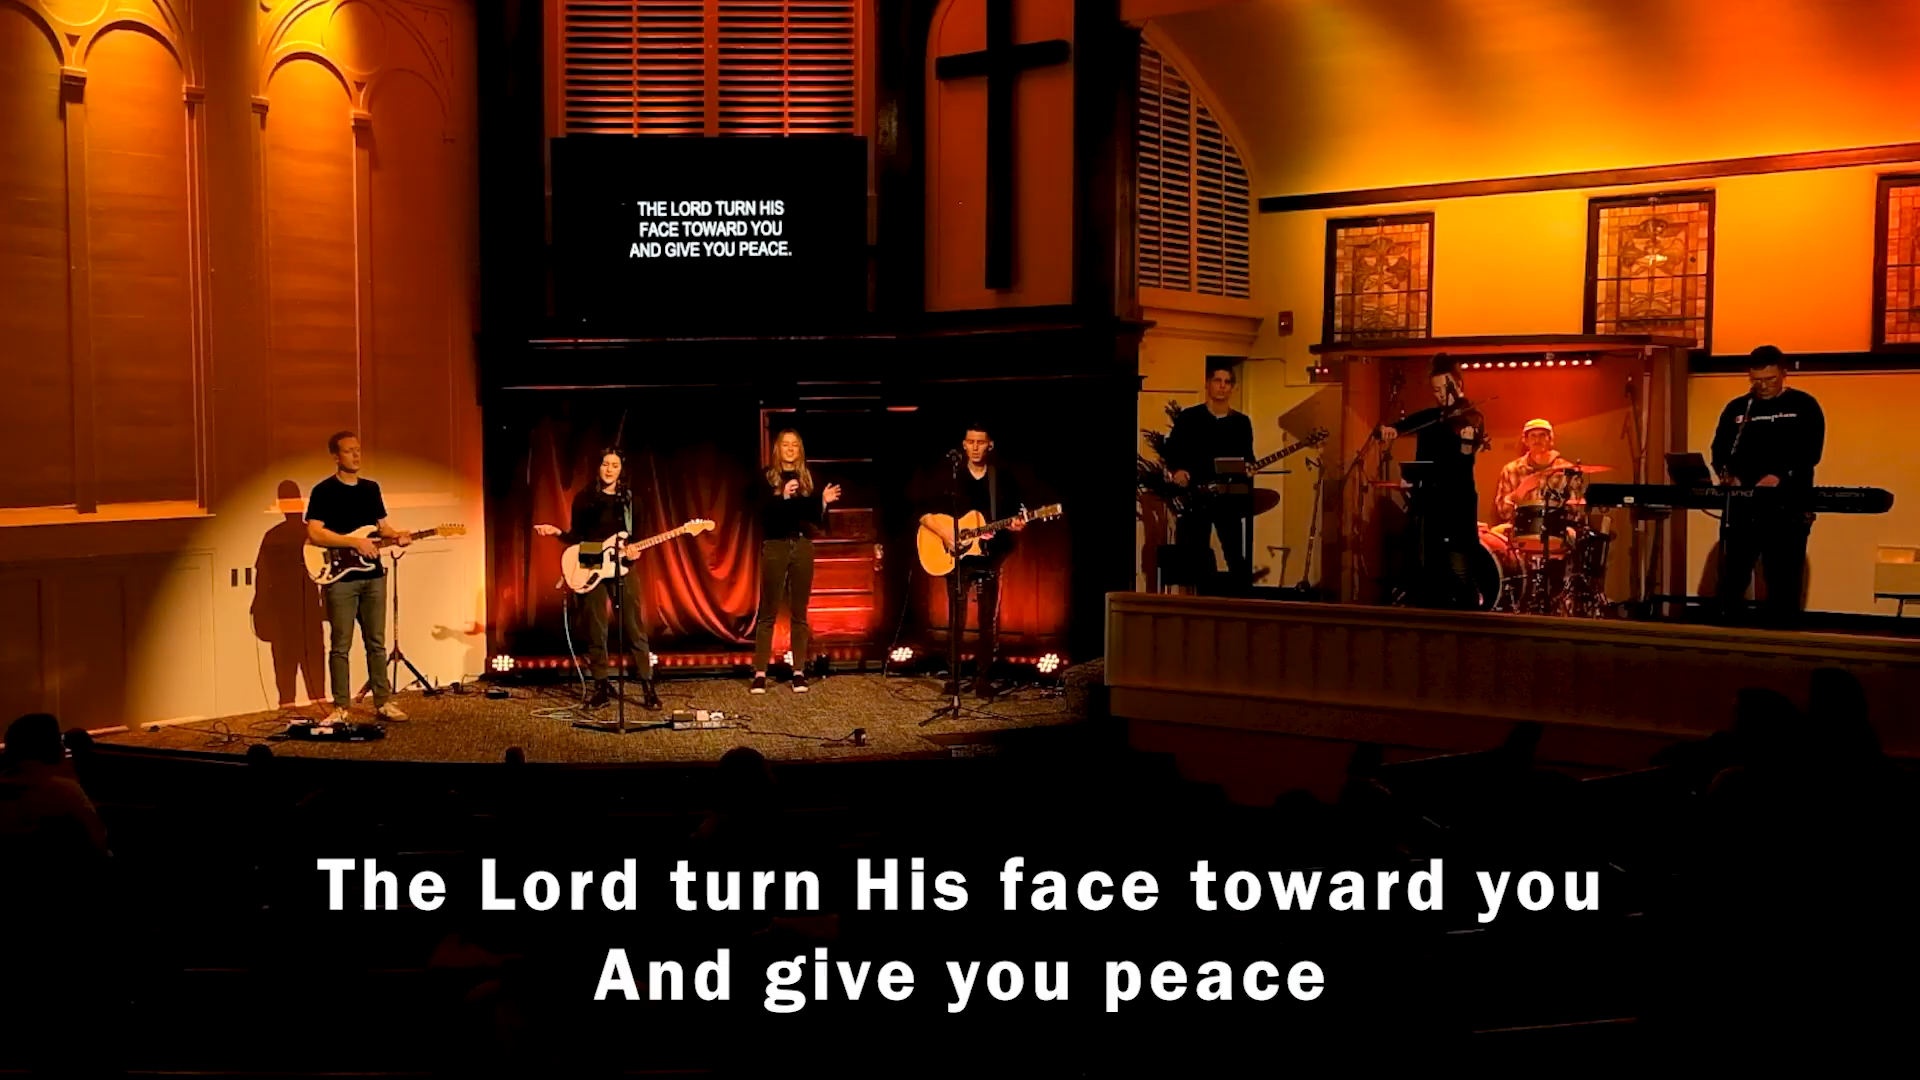 THE LORD TURN HIS
FACE TOWARD YOU
AND GIVE YOU PEACE.
The Lord turn His face toward you
And give you peace